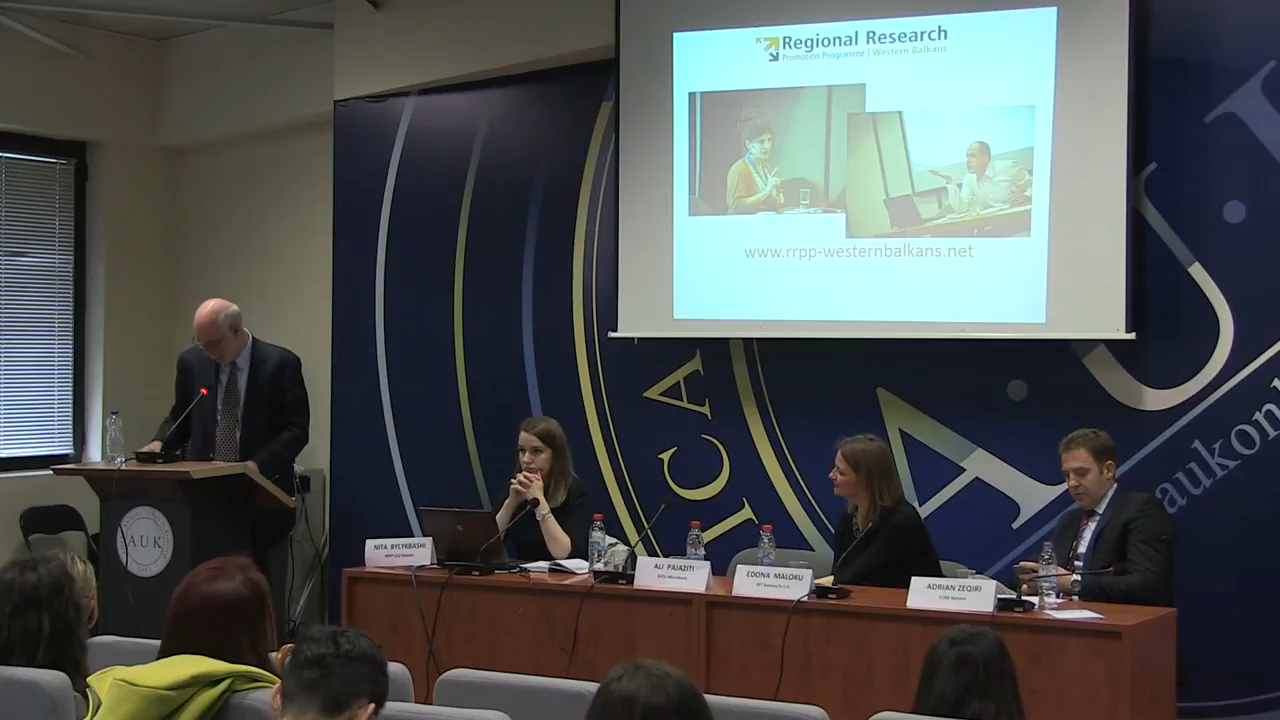 Regional Research
Promotion Programme | Western Balkans
www.rrpp-westernbalkans.net
ICA
A.U.
aukon
AUK
NITA BYLYKBASHI
ALI PAJAZITI
EDONA MALOKU
ADRIAN ZEQIRI